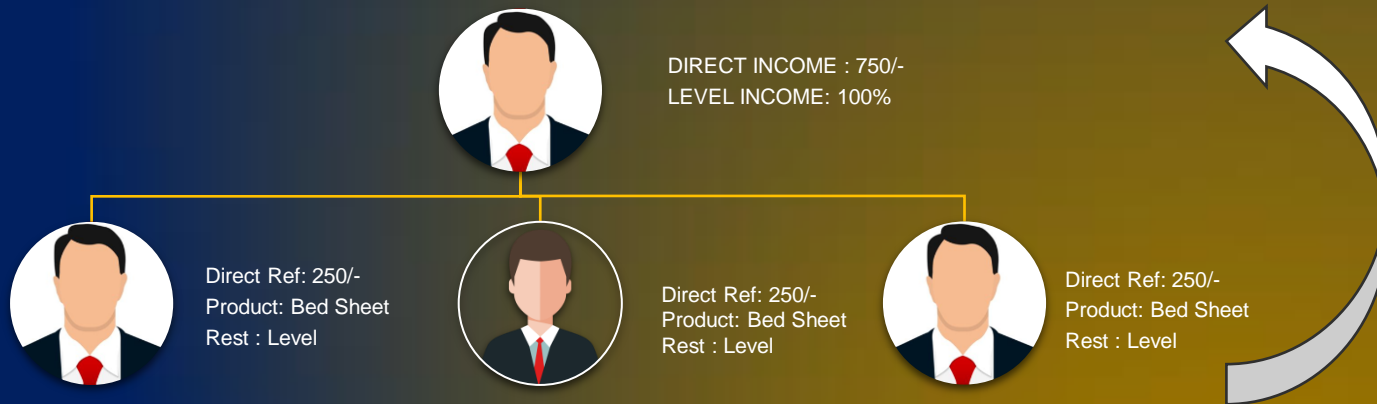 DIRECT INCOME : 750/-
LEVEL INCOME: 100%
Direct Ref: 250/-
Product: Bed Sheet
Rest : Level
Direct Ref: 250/-
Product: Bed Sheet
Rest : Level
Direct Ref: 250/-
Product: Bed Sheet
Rest : Level